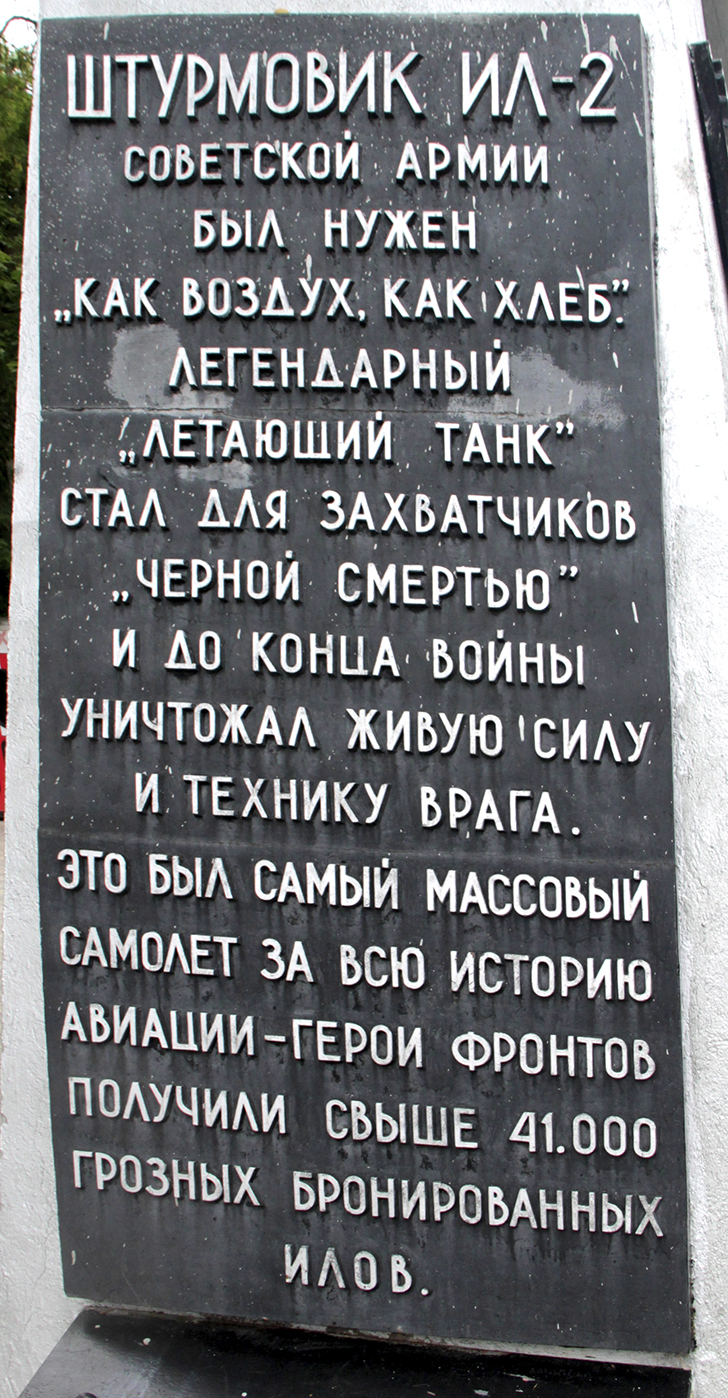 ШТУРМОВИК ИЛ-2
СОВЕТСКОЙ АРМИИ
БЫЛ НУЖЕН
„КАК ВОЗДУХ, КАК ХЛЕБ”.
ЛЕГЕНДАРНЫЙ
„ЛЕТАЮЩИЙ ТАНК”
СТАЛ ДЛЯ ЗАХВАТЧИКОВ
„ЧЕРНОЙ СМЕРТЬЮ”
И ДО КОНЦА ВОЙНЫ
УНИЧТОЖАЛ ЖИВУЮ СИЛУ
И ТЕХНИКУ ВРАГА.
ЭТО БЫЛ САМЫЙ МАССОВЫЙ
САМОЛЕТ ЗА ВСЮ ИСТОРИЮ
АВИАЦИИ-ГЕРОИ ФРОНТОВ
ПОЛУЧИЛИ СВЫШЕ 41.000
ГРОЗНЫХ БРОНИРОВАННЫХ
ИЛОВ.